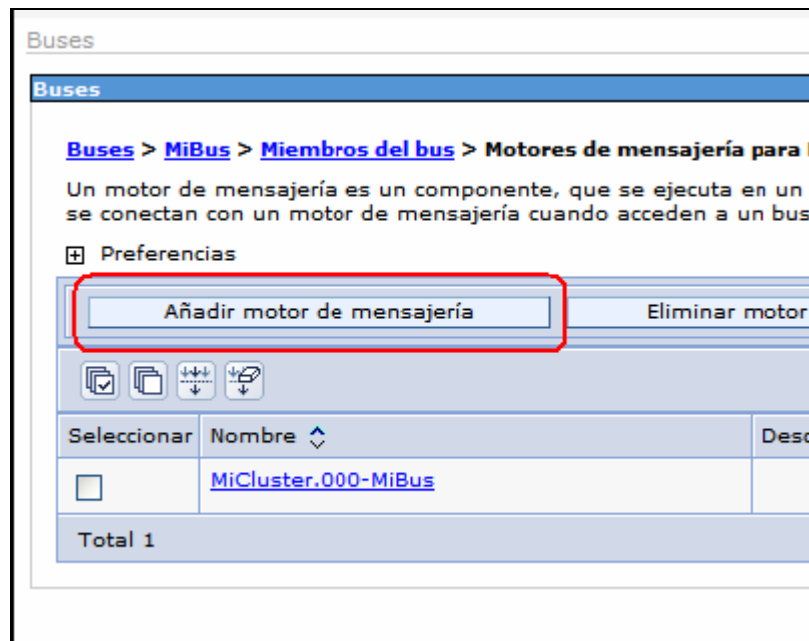 Buses
Buses
Buses > MiBus > Miembros del bus > Motores de mensajería para
Un motor de mensajería es un componente, que se ejecuta en un
se conectan con un motor de mensajería cuando acceden a un bus
Preferencias
Añadir motor de mensajería Eliminar motor
Seleccionar Nombre
MiCluster.000-MiBus
Total 1